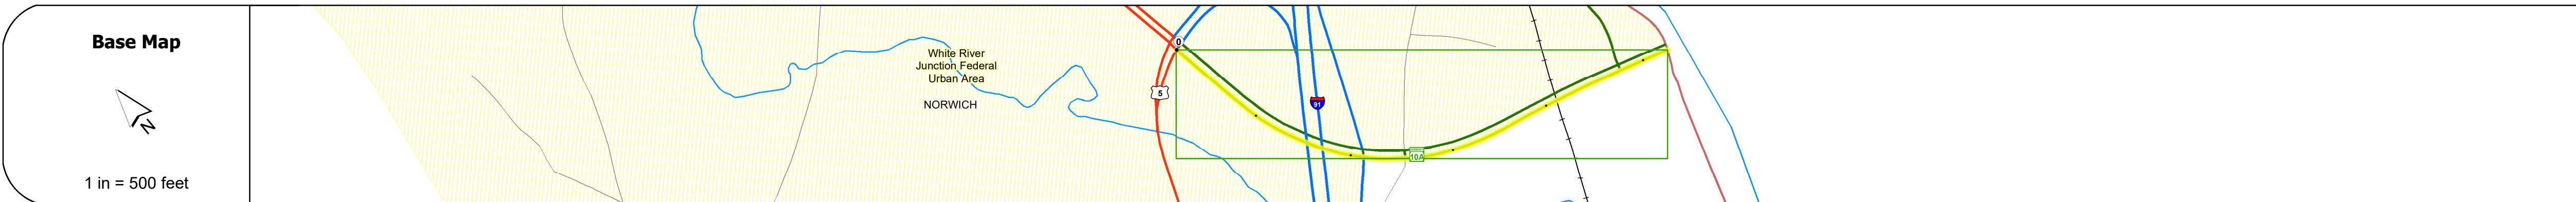 Base Map
N
1 in = 500 feet
White River
Junction Federal
Urban Area
NORWICH
0
5
91
10A